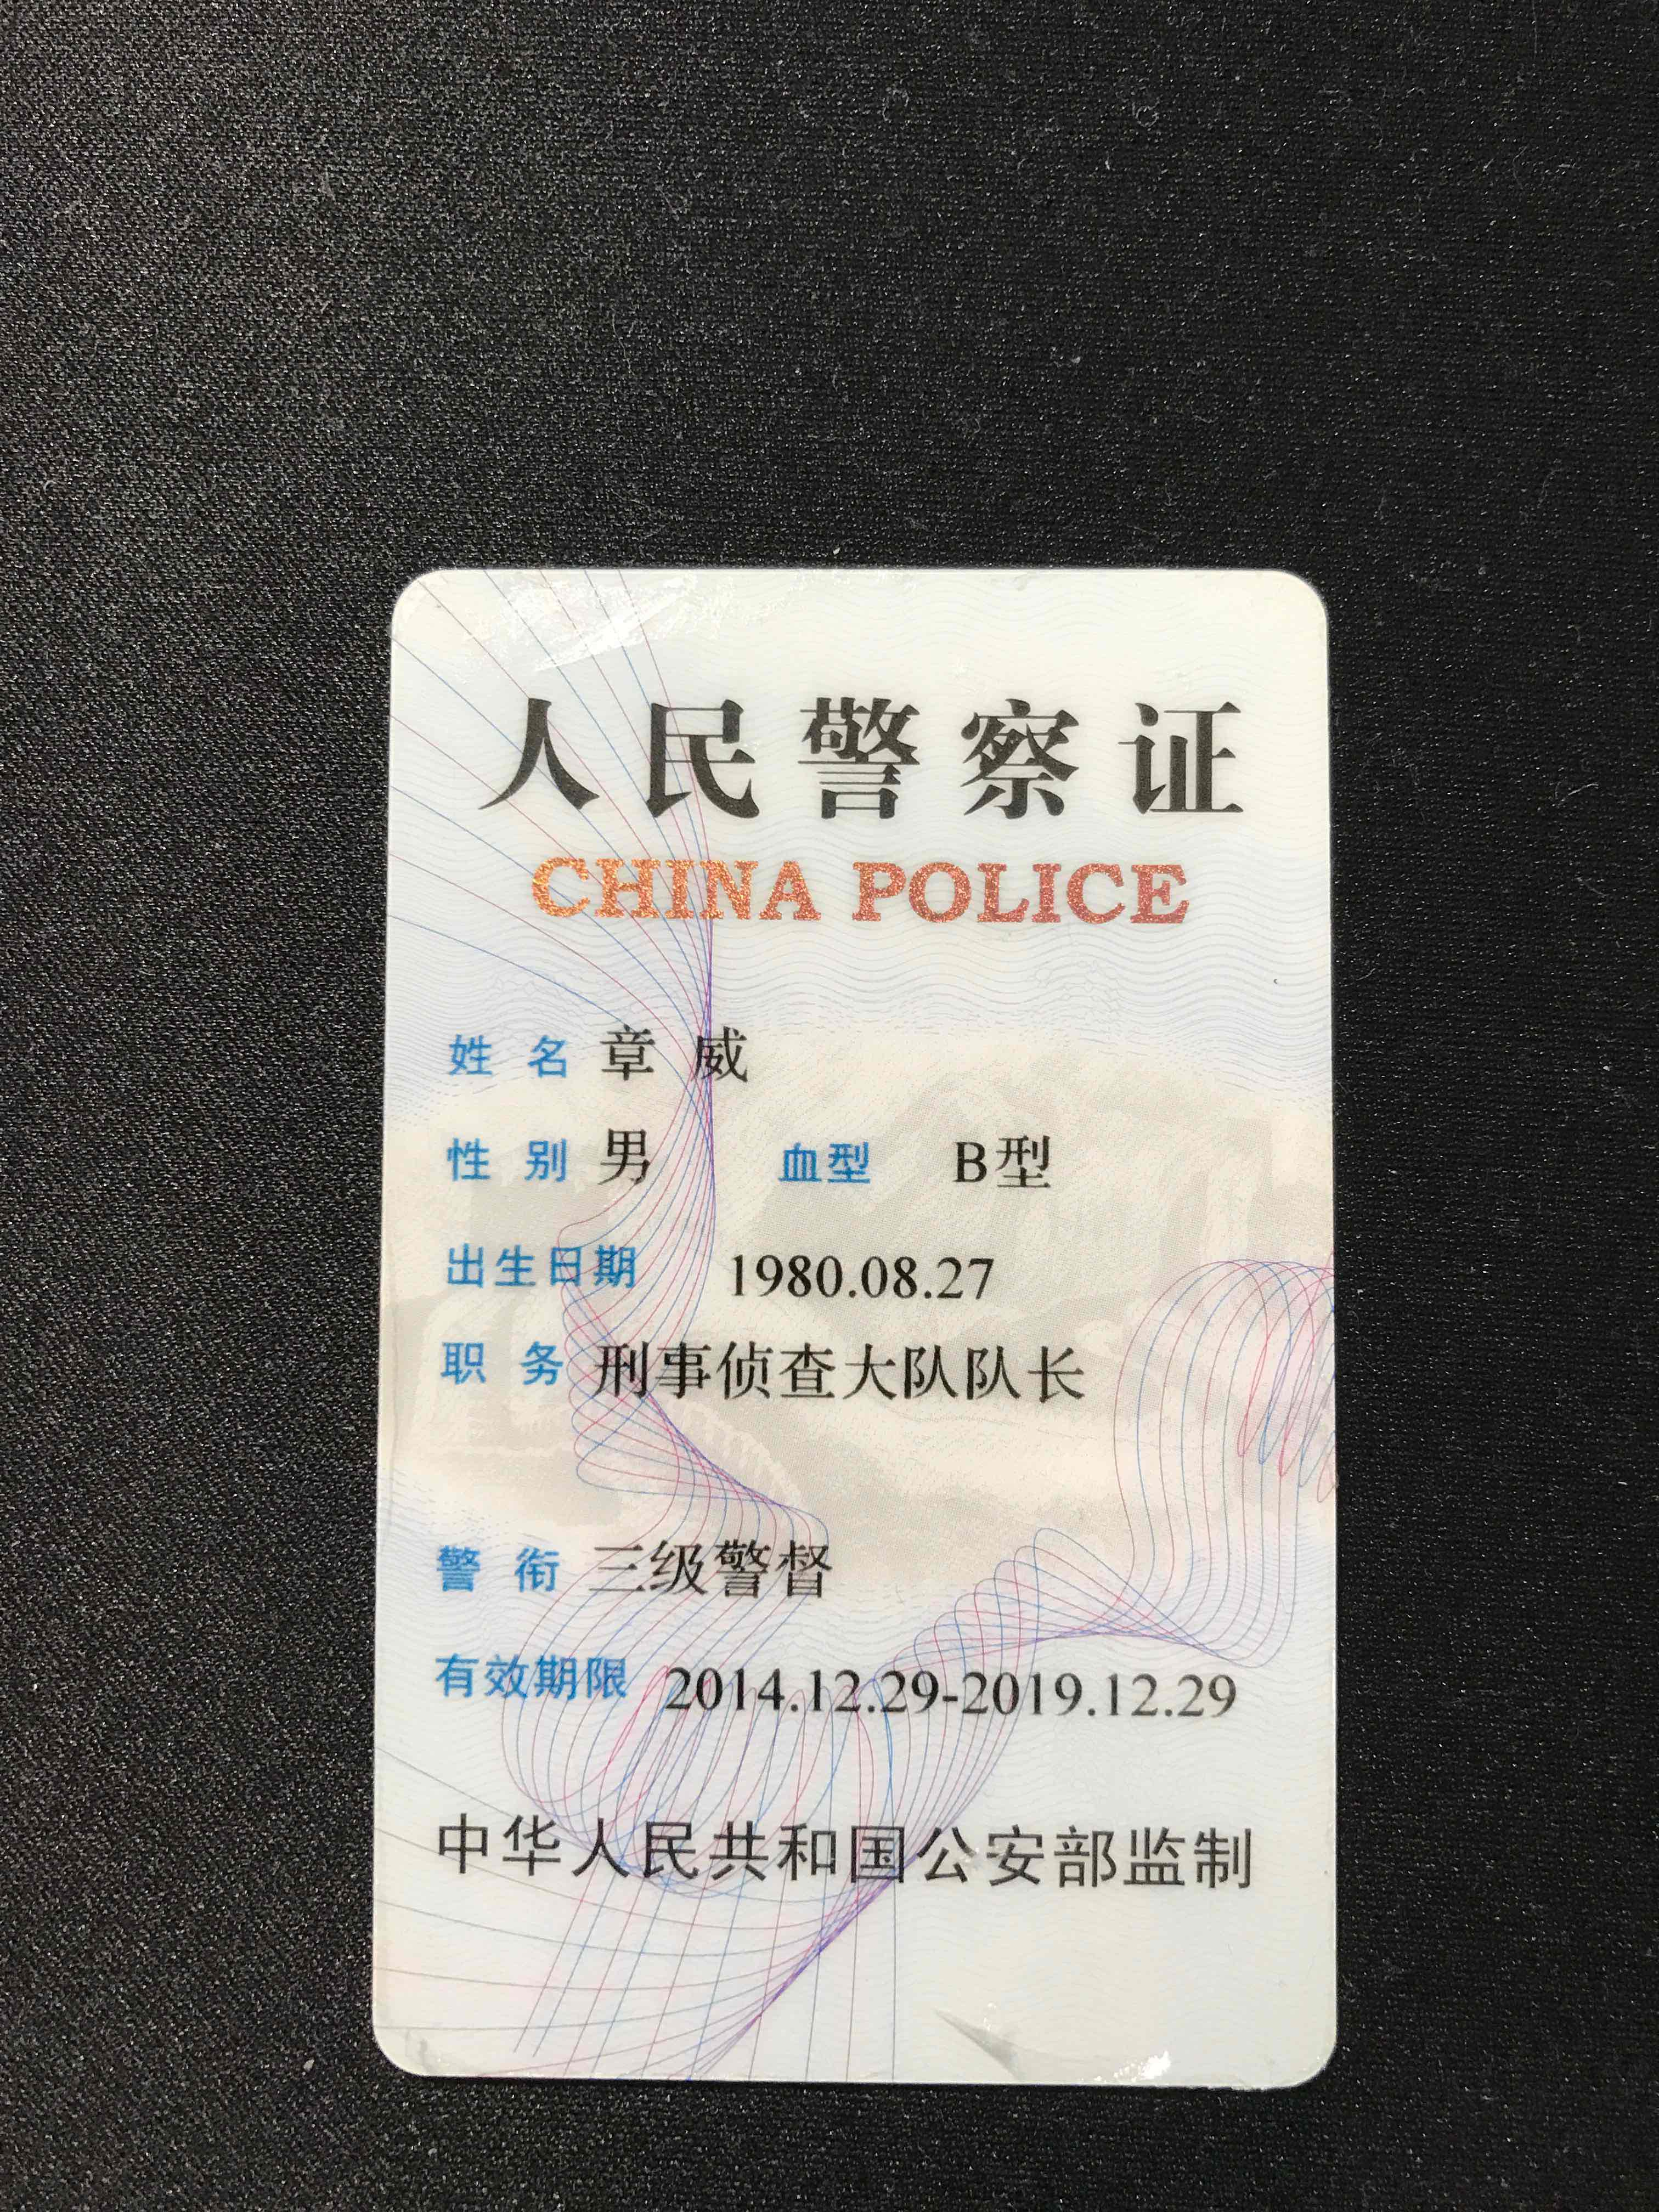 人民警察证
CHINA POLICE
姓 名 章 威
性 别 男 血型 B型
出生日期 1980.08.27
职 务 刑事侦查大队队长
警 衔 三级警督
有效期限 2014.12.29-2019.12.29
中华人民共和国公安部监制